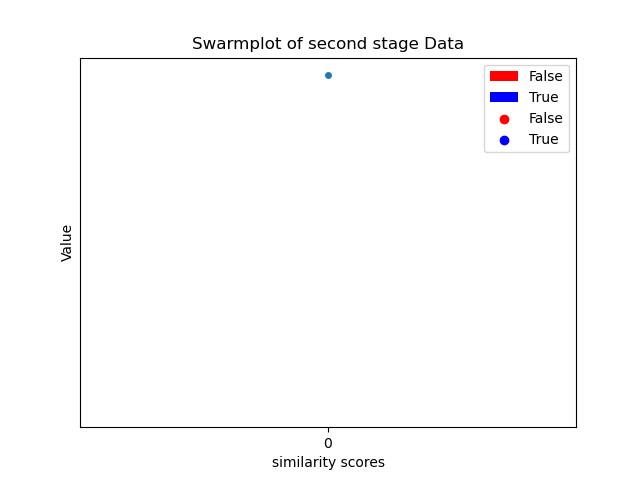 Swarmplot of second stage Data
False
True
False
True
Value
0
similarity scores